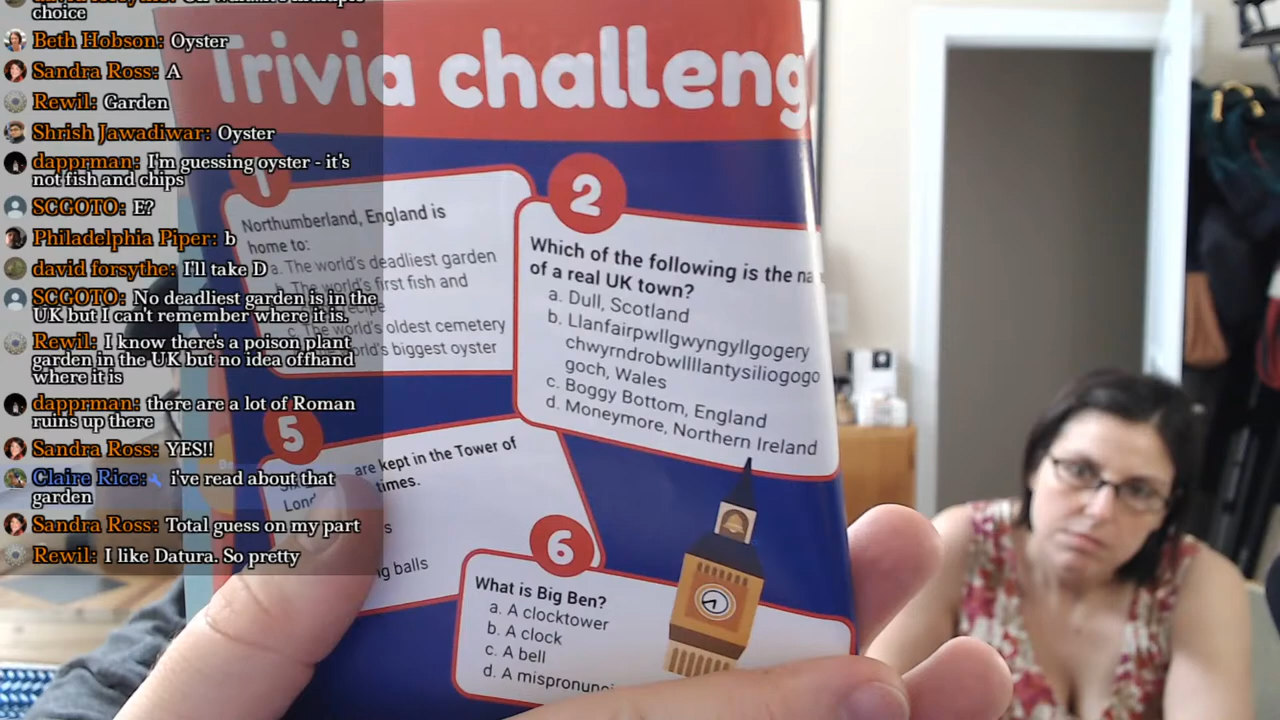 choice
Beth Hobson: Oyster
Sandra Ross: A
Rewil: Garden
Shrish Jawadiwar: Oyster
dapprman: I'm guessing oyster - it's
not fish and chips
SCGOTO: E?
Philadelphia Piper: b
david forsythe: I'll take D
SCGOTO: No deadliest garden is in the
UK but I can't remember where it is.
Rewil: I know there's a poison plant
garden in the UK but no idea offhand
where it is
dapprman: there are a lot of Roman
ruins up there
Sandra Ross: YES!!
Claire Rice: i've read about that
garden
Sandra Ross: Total guess on my part
Rewil: I like Datura. So pretty
Trivia challeng
1
Northumberland, England is
home to:
a. The world's deadliest garden
b. The world's first fish and
recipe
c. The world's oldest cemetery
world's biggest oyster
2
Which of the following is the na
of a real UK town?
a. Dull, Scotland
b. Llanfairpwllgwyngyllgogery
chwyrndrobwllllantysiliogogo
goch, Wales
c. Boggy Bottom, England
d. Moneymore, Northern Ireland
5
are kept in the Tower of
times.
s
ng balls
6
What is Big Ben?
a. A clocktower
b. A clock
c. A bell
d. A mispronunci